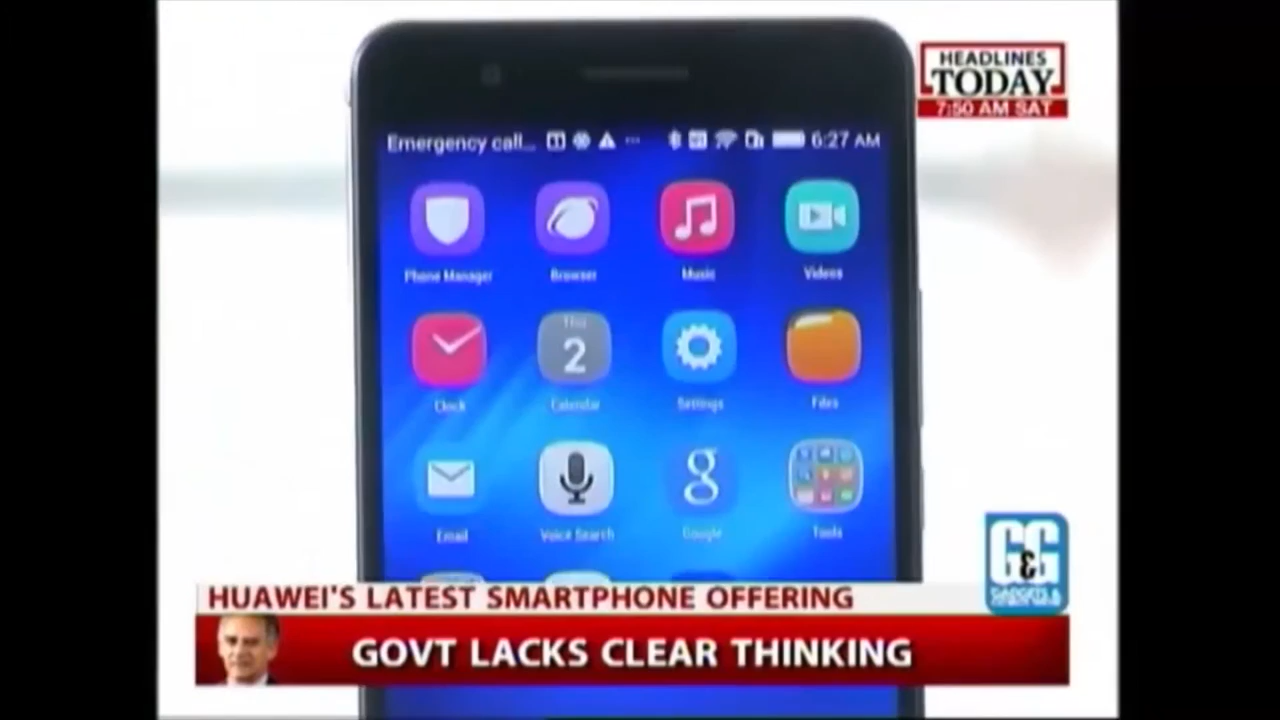 HEADLINES
TODAY
7:50 AM SAT
Emergency call... 6:27 AM
Phone Manager
Browser
Music
Videos
Thu
2
Clock
Calendar
Settings
Files
g
Email
Voice Search
Google
Tools
G&G
HUAWEI'S LATEST SMARTPHONE OFFERING
GOVT LACKS CLEAR THINKING